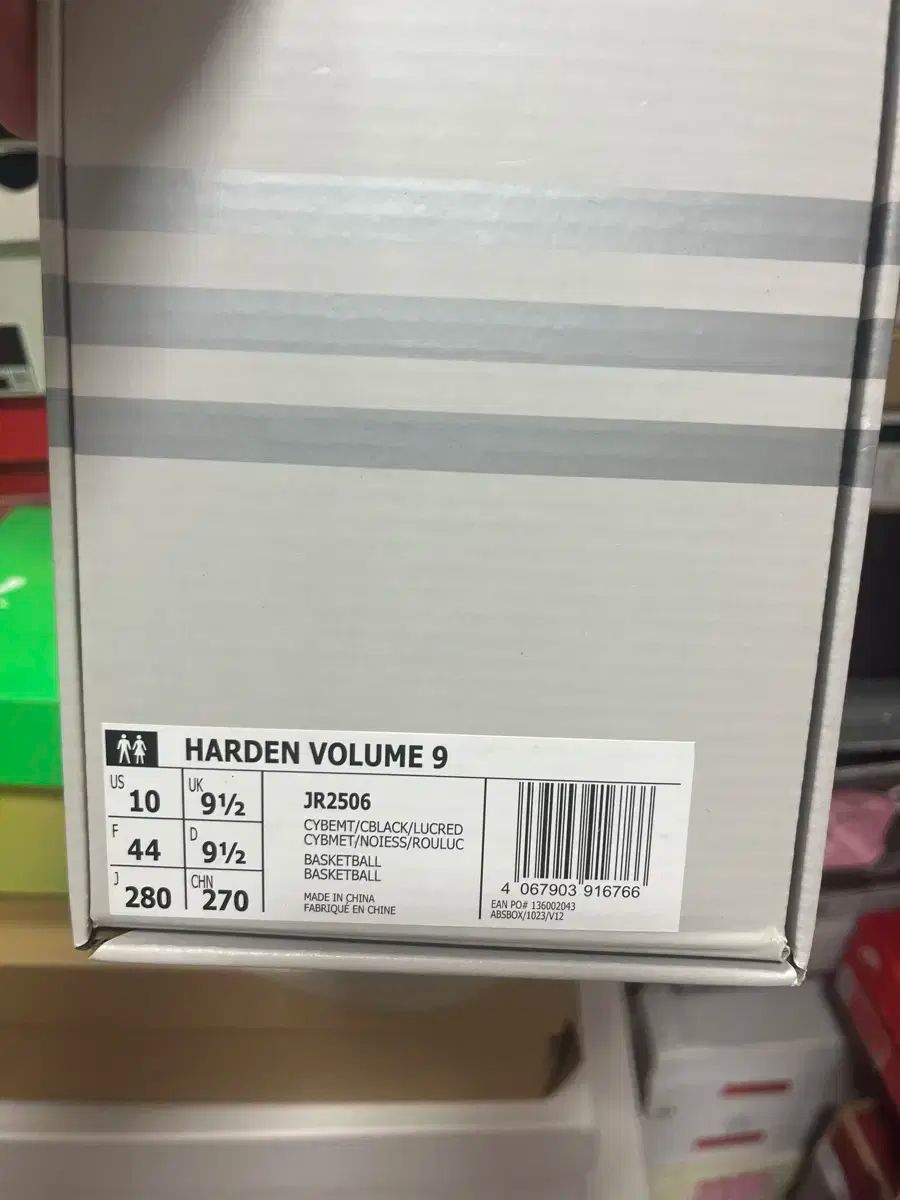 HARDEN VOLUME 9
US 10
UK 9½
F 44
D 9½
J 280
CHN 270
JR2506
CYBEMT/CBLACK/LUCRED
CYBMET/NOIESS/ROULUC
BASKETBALL
BASKETBALL
MADE IN CHINA
FABRIQUÉ EN CHINE
4 067903 916766
EAN PO# 136002043
ABSBOX/1023/V12